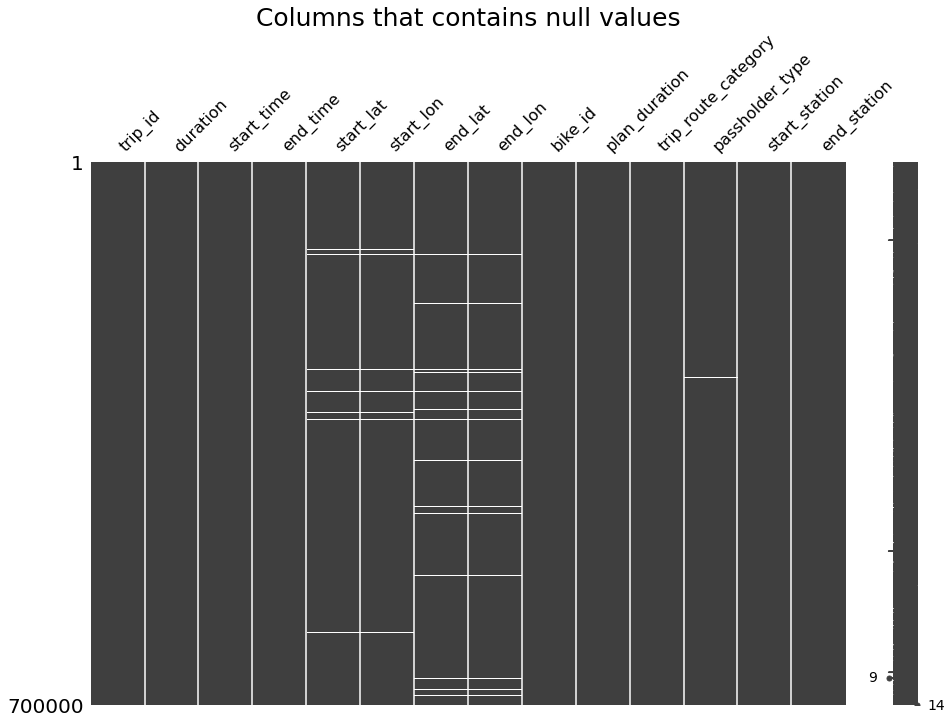 Columns that contains null values
trip_id
duration
start_time
end_time
start_lat
start_lon
end_lat
end_lon
bike_id
plan_duration
trip_route_category
passholder_type
start_station
end_station
1
700000
9
14